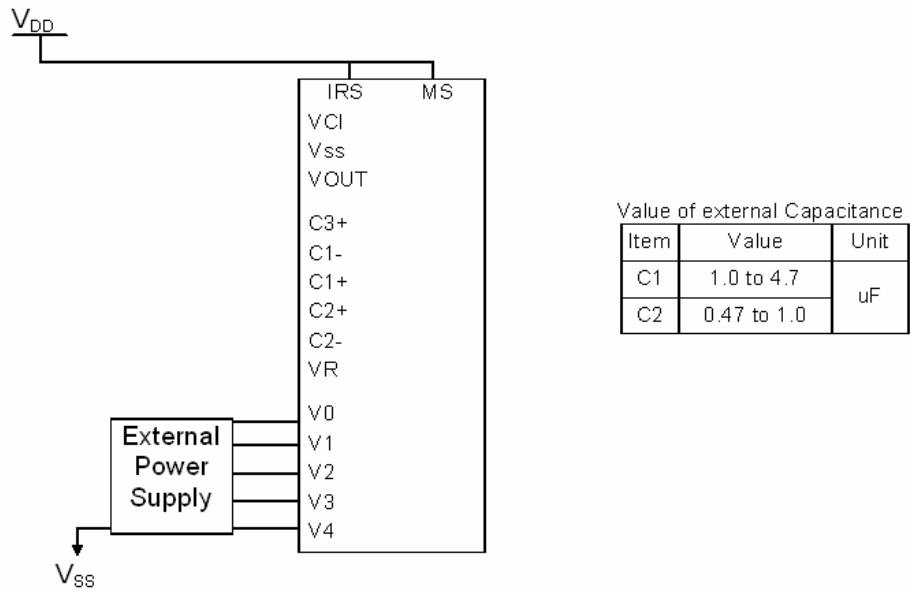 VDD
IRS MS
VCI
Vss
VOUT
C3+
C1-
C1+
C2+
C2-
VR
V0
V1
V2
V3
V4
External
Power
Supply
VSS
Value of external Capacitance
Item Value Unit
C1 1.0 to 4.7 uF
C2 0.47 to 1.0